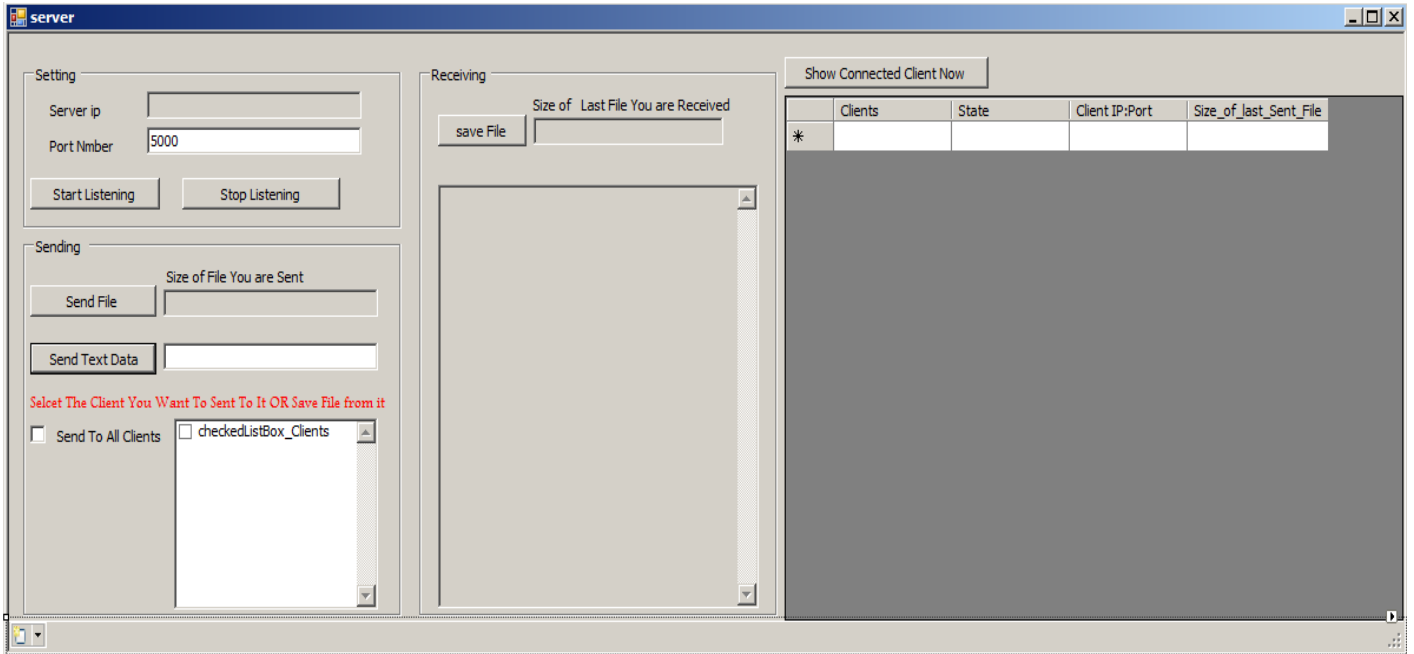 server
Setting
Server ip
Port Nmber
5000
Start Listening
Stop Listening
Sending
Size of File You are Sent
Send File
Send Text Data
Selcet The Client You Want To Sent To It OR Save File from it
Send To All Clients
checkedListBox_Clients
Receiving
Size of Last File You are Received
save File
Show Connected Client Now
Clients State Client IP:Port Size_of_last_Sent_File